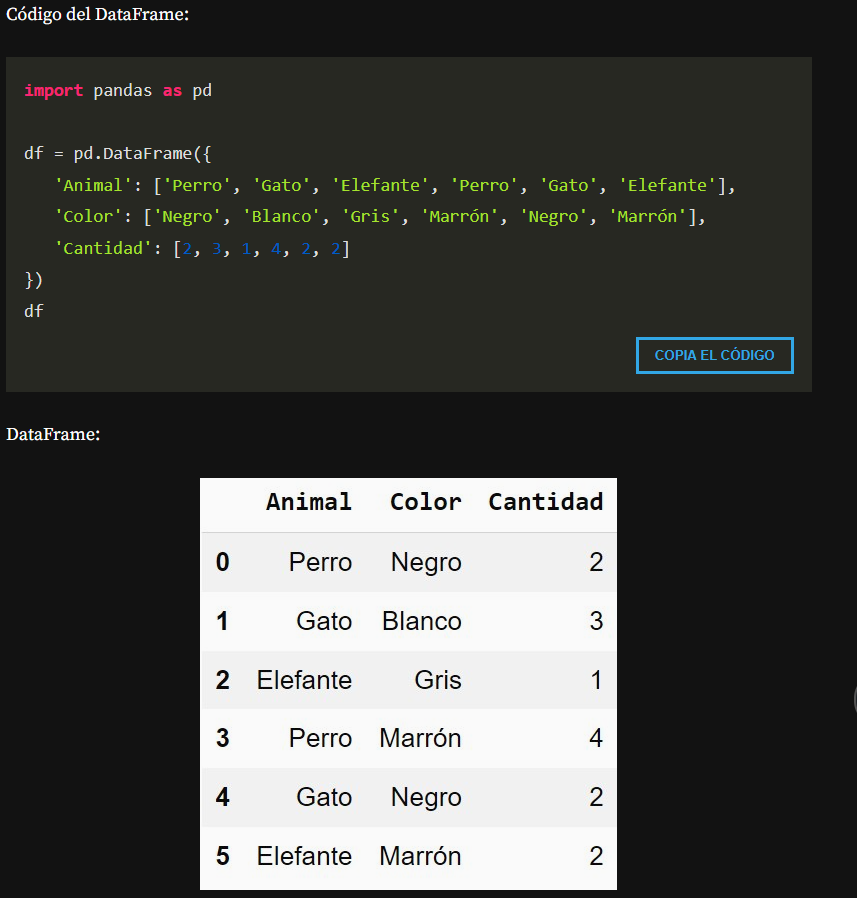 Código del DataFrame:
import pandas as pd
df = pd.DataFrame({
'Animal': ['Perro', 'Gato', 'Elefante', 'Perro', 'Gato', 'Elefante'],
'Color': ['Negro', 'Blanco', 'Gris', 'Marrón', 'Negro', 'Marrón'],
'Cantidad': [2, 3, 1, 4, 2, 2]
})
df
COPIA EL CÓDIGO
DataFrame:
Animal Color Cantidad
0 Perro Negro 2
1 Gato Blanco 3
2 Elefante Gris 1
3 Perro Marrón 4
4 Gato Negro 2
5 Elefante Marrón 2